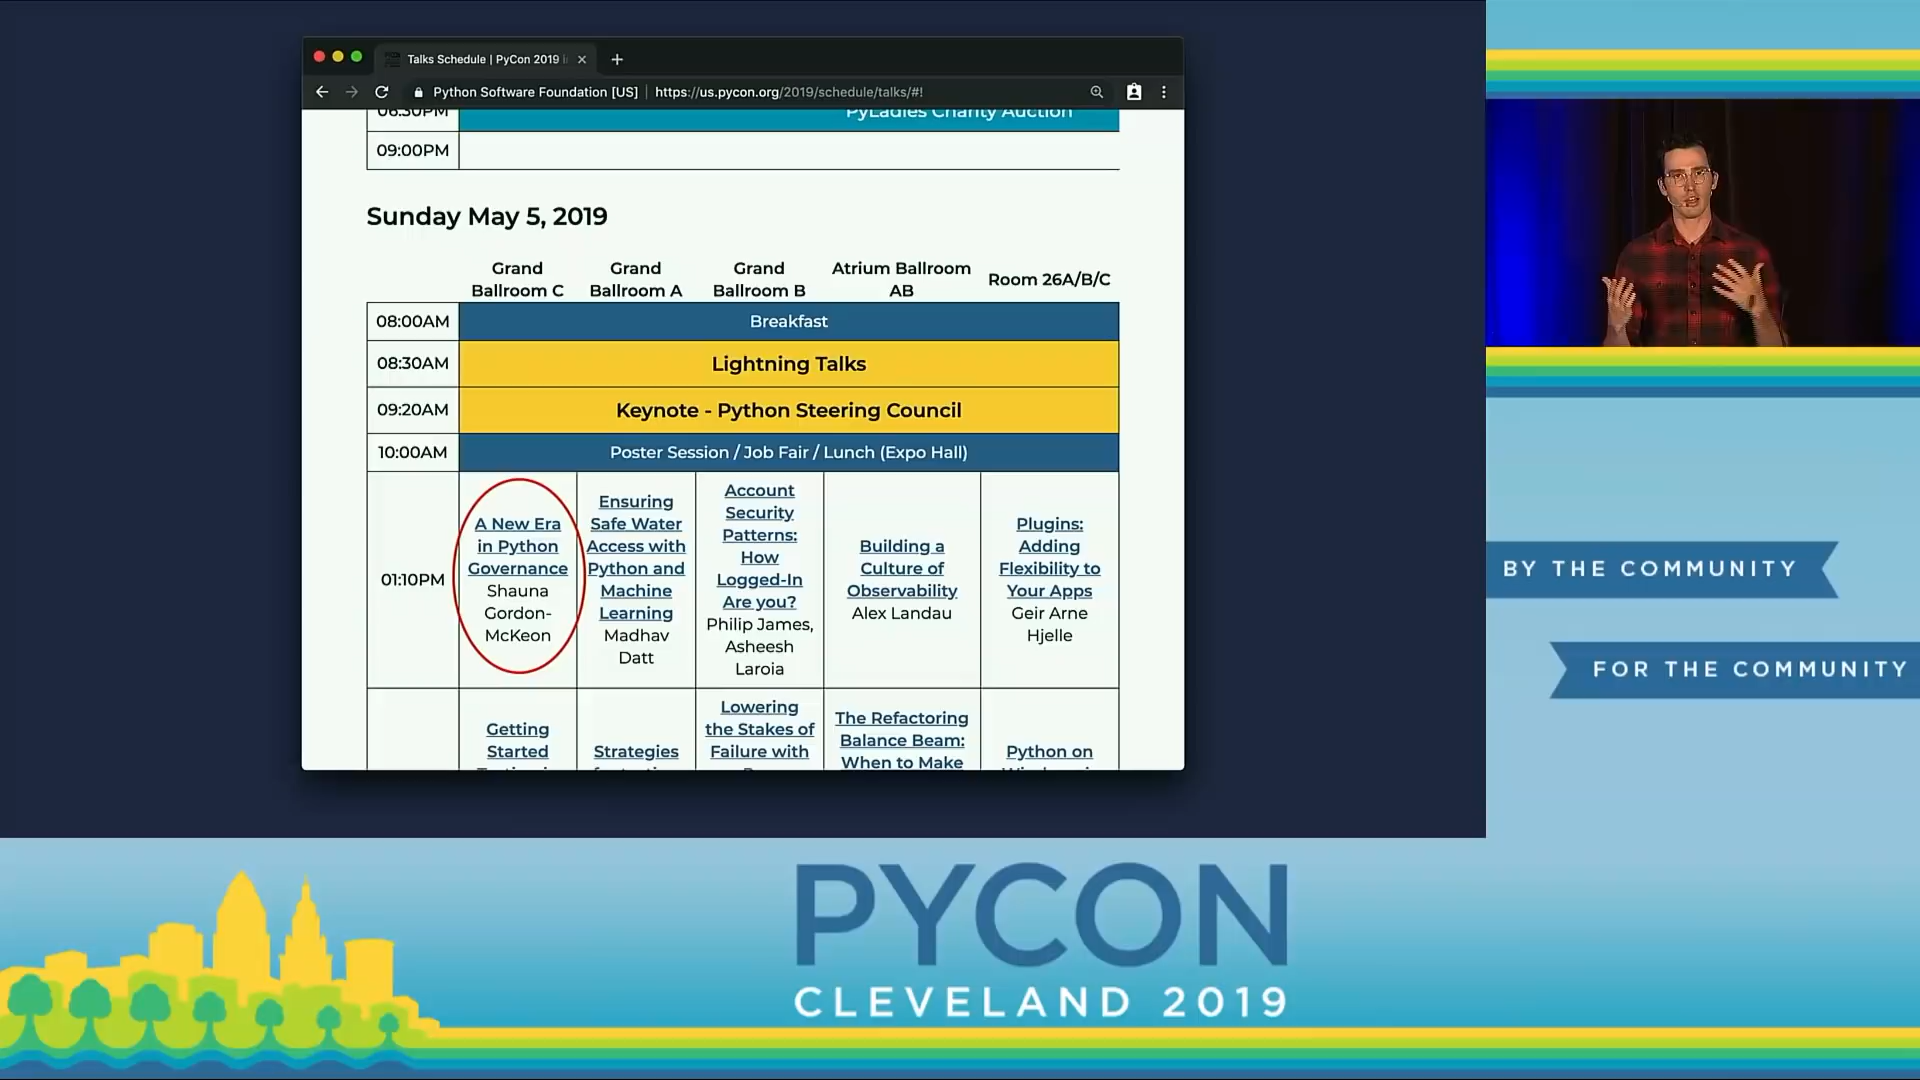 Talks Schedule | PyCon 2019 i
Python Software Foundation [US] | https://us.pycon.org/2019/schedule/talks/#!
06:30PM
PyLadies Charity Auction
09:00PM
Sunday May 5, 2019
Grand
Ballroom C
Grand
Ballroom A
Grand
Ballroom B
Atrium Ballroom
AB
Room 26A/B/C
08:00AM
Breakfast
08:30AM
Lightning Talks
09:20AM
Keynote - Python Steering Council
10:00AM
Poster Session / Job Fair / Lunch (Expo Hall)
01:10PM
A New Era
in Python
Governance
Shauna
Gordon-
McKeon
Ensuring
Safe Water
Access with
Python and
Machine
Learning
Madhav
Datt
Account
Security
Patterns:
How
Logged-In
Are you?
Philip James,
Asheesh
Laroia
Building a
Culture of
Observability
Alex Landau
Plugins:
Adding
Flexibility to
Your Apps
Geir Arne
Hjelle
Getting
Started
Strategies
Lowering
the Stakes of
Failure with
The Refactoring
Balance Beam:
When to Make
Python on
BY THE COMMUNITY
FOR THE COMMUNITY
PYCON
CLEVELAND 2019